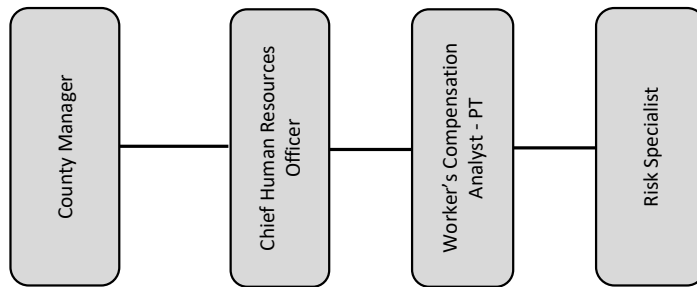 County Manager
Chief Human Resources
Officer
Worker’s Compensation
Analyst - PT
Risk Specialist